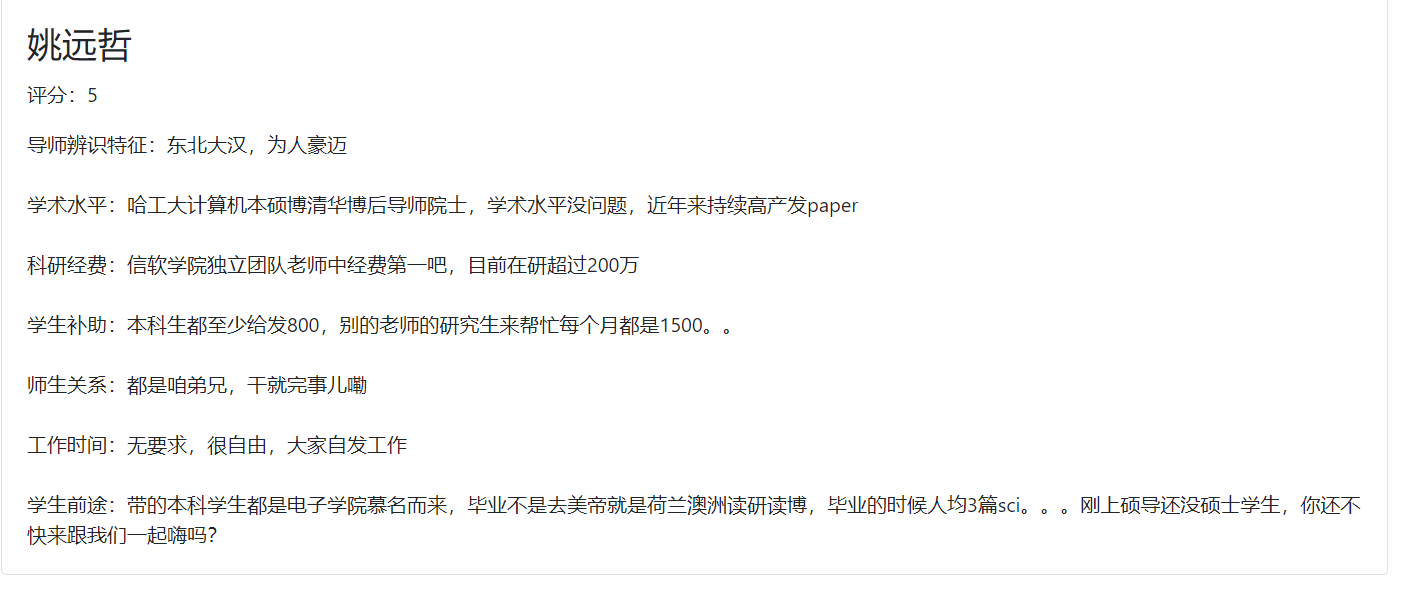 姚远哲
评分：5
导师辨识特征：东北大汉，为人豪迈
学术水平：哈工大计算机本硕博清华博后导师院士，学术水平没问题，近年来持续高产发paper
科研经费：信软学院独立团队老师中经费第一吧，目前在研超过200万
学生补助：本科生都至少给发800，别的老师的研究生来帮忙每个月都是1500。。
师生关系：都是咱弟兄，干就完事儿嘞
工作时间：无要求，很自由，大家自发工作
学生前途：带的本科学生都是电子学院慕名而来，毕业不是去美帝就是荷兰澳洲读研读博，毕业的时候人均3篇sci。。。刚上硕导还没硕士学生，你还不
快来跟我们一起嗨吗？